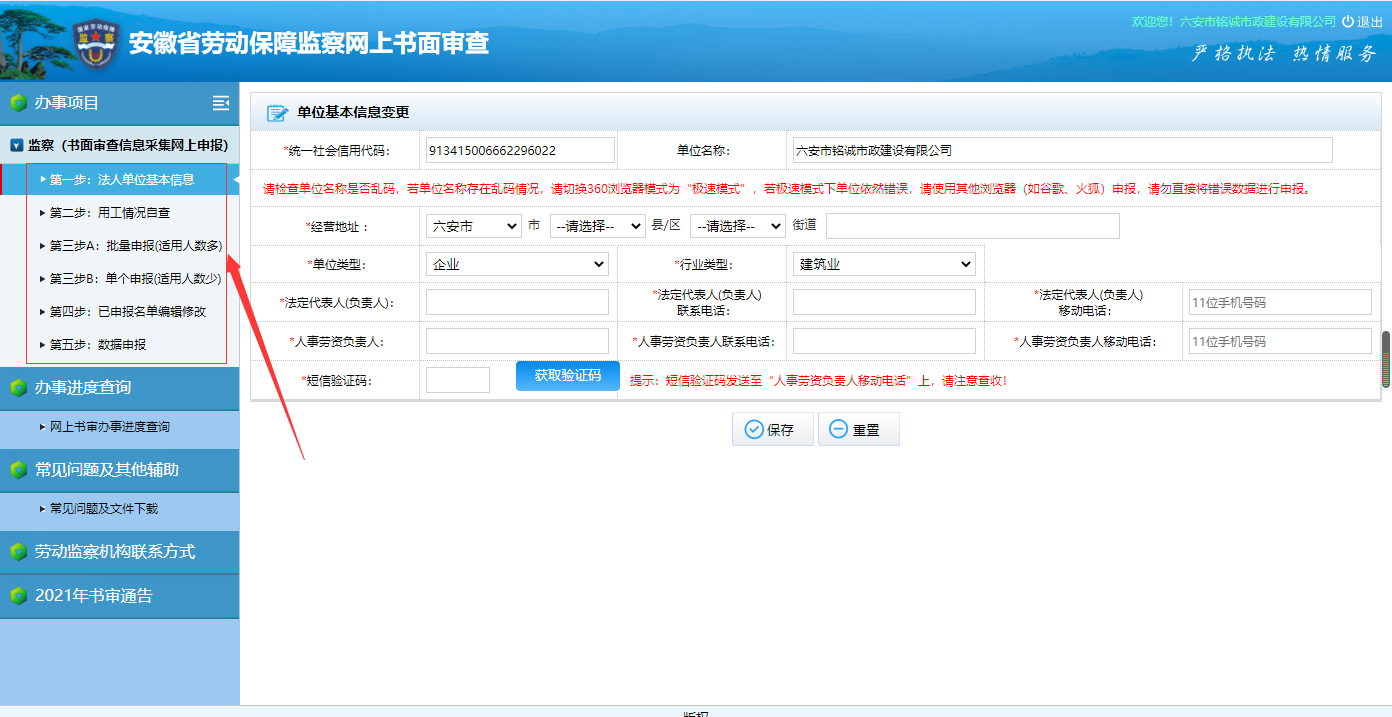 欢迎您！六安市铭诚市政建设有限公司 退出
安徽省劳动保障监察网上书面审查
严格执法 热情服务
办事项目
监察（书面审查信息采集网上申报）
第一步：法人单位基本信息
第二步：用工情况自查
第三步A：批量申报(适用人数多)
第三步B：单个申报(适用人数少)
第四步：已申报名单编辑修改
第五步：数据申报
办事进度查询
网上书审办事进度查询
常见问题及其他辅助
常见问题及文件下载
劳动监察机构联系方式
2021年书审通告
单位基本信息变更
*统一社会信用代码： 913415006662296022 单位名称： 六安市铭诚市政建设有限公司
请检查单位名称是否乱码，若单位名称存在乱码情况，请切换360浏览器模式为“极速模式”，若极速模式下单位依然错误，请使用其他浏览器（如谷歌、火狐）申报，请勿直接将错误数据进行申报。
*经营地址： 六安市 市 --请选择-- 县/区 --请选择-- 街道
*单位类型： 企业 *行业类型： 建筑业
*法定代表人(负责人)： *法定代表人(负责人)联系电话： *法定代表人(负责人)移动电话： 11位手机号码
*人事劳资负责人： *人事劳资负责人联系电话： *人事劳资负责人移动电话： 11位手机号码
*短信验证码： 获取验证码 提示：短信验证码发送至“人事劳资负责人移动电话”上，请注意查收！
保存 重置
国家劳动保障
监察